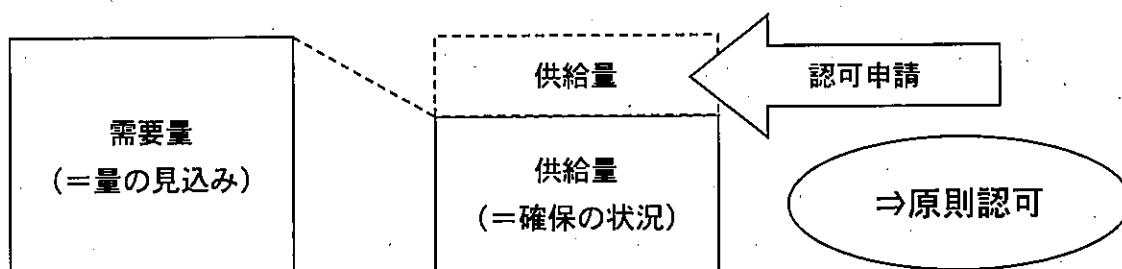 需要量
(＝量の見込み)
供給量
供給量
(＝確保の状況)
認可申請
⇒原則認可